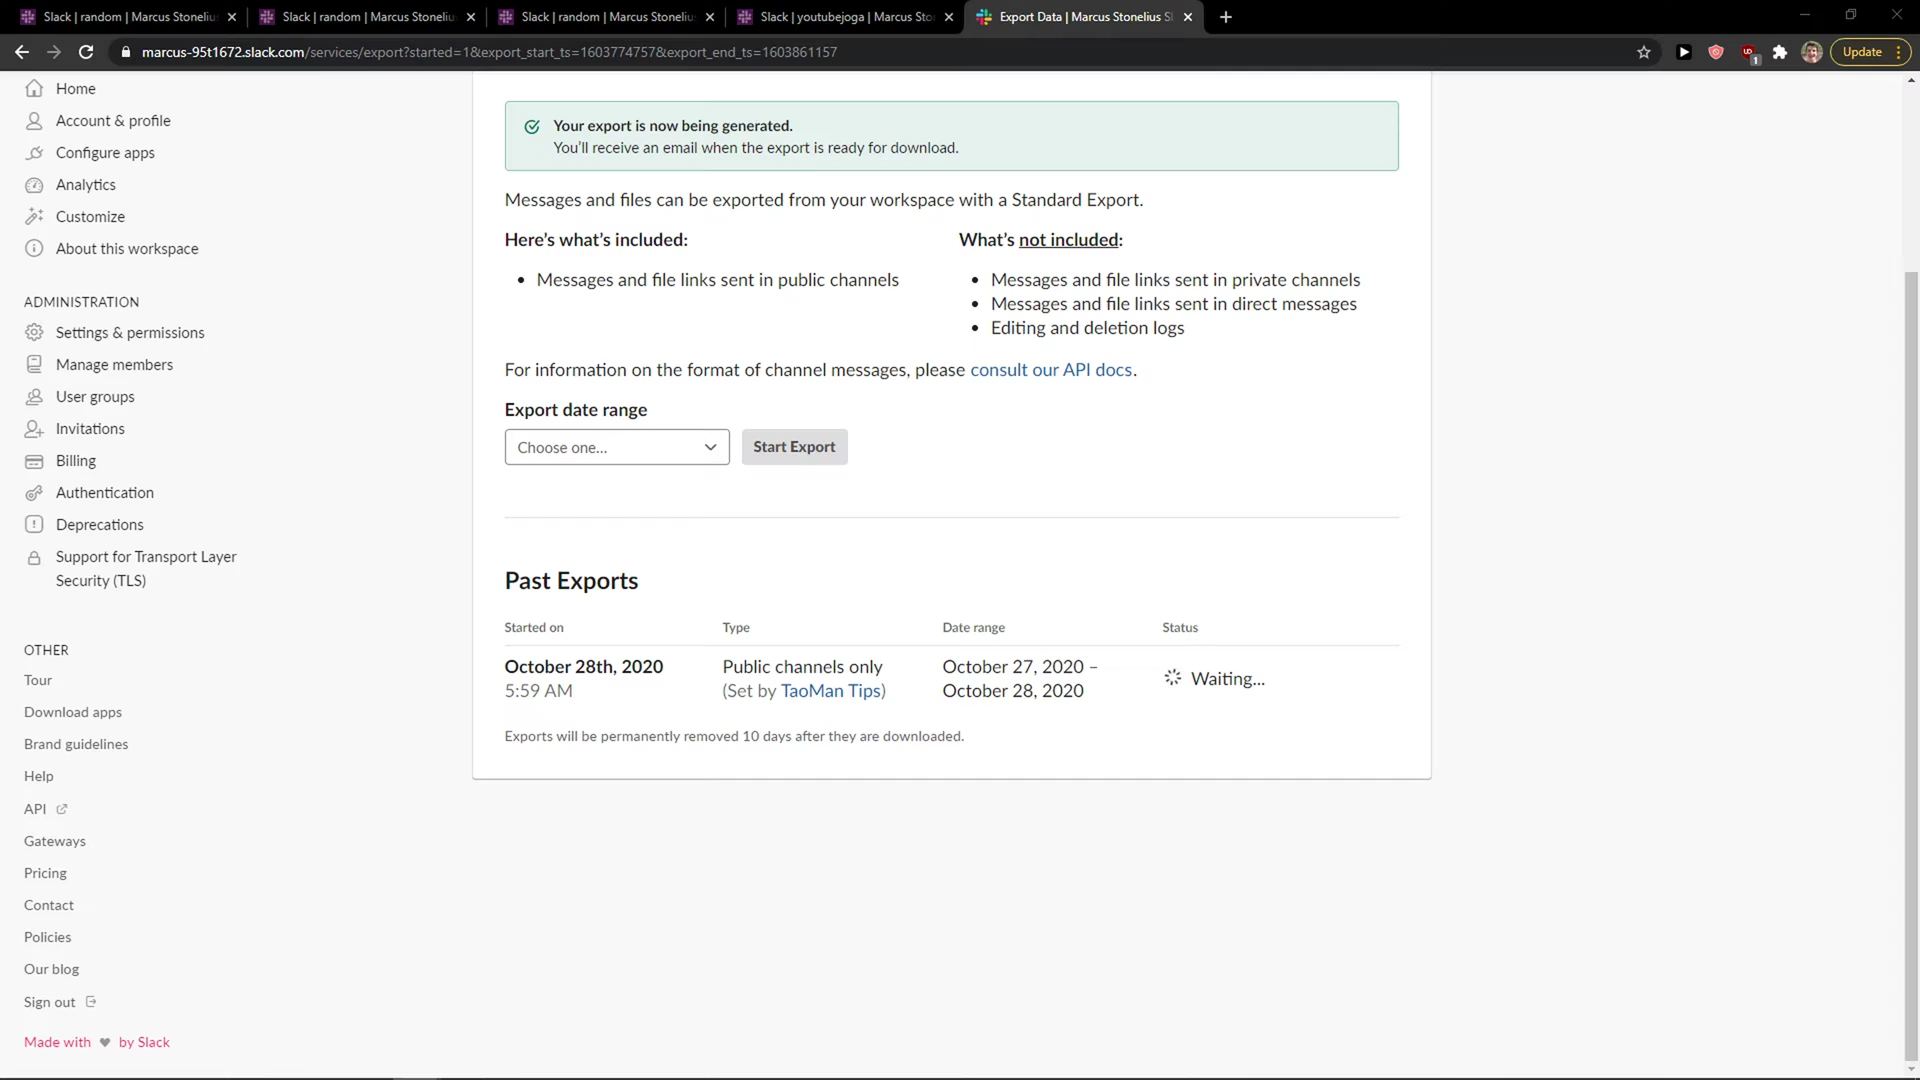 Slack | random | Marcus Stoneliu
Slack | random | Marcus Stoneliu
Slack | random | Marcus Stoneliu
Slack | youtubejoga | Marcus Sto
Export Data | Marcus Stonelius Sl
marcus-95t1672.slack.com/services/export?started=1&export_start_ts=1603774757&export_end_ts=1603861157
1
Update
Home
Account & profile
Configure apps
Analytics
Customize
About this workspace
ADMINISTRATION
Settings & permissions
Manage members
User groups
Invitations
Billing
Authentication
Deprecations
Support for Transport Layer
Security (TLS)
OTHER
Tour
Download apps
Brand guidelines
Help
API
Gateways
Pricing
Contact
Policies
Our blog
Sign out
Made with ♥ by Slack
Your export is now being generated.
You'll receive an email when the export is ready for download.
Messages and files can be exported from your workspace with a Standard Export.
Here's what's included:
• Messages and file links sent in public channels
What's not included:
• Messages and file links sent in private channels
• Messages and file links sent in direct messages
• Editing and deletion logs
For information on the format of channel messages, please consult our API docs.
Export date range
Choose one...
Start Export
Past Exports
Started on Type Date range Status
October 28th, 2020 Public channels only October 27, 2020 – Waiting...
5:59 AM (Set by TaoMan Tips) October 28, 2020
Exports will be permanently removed 10 days after they are downloaded.